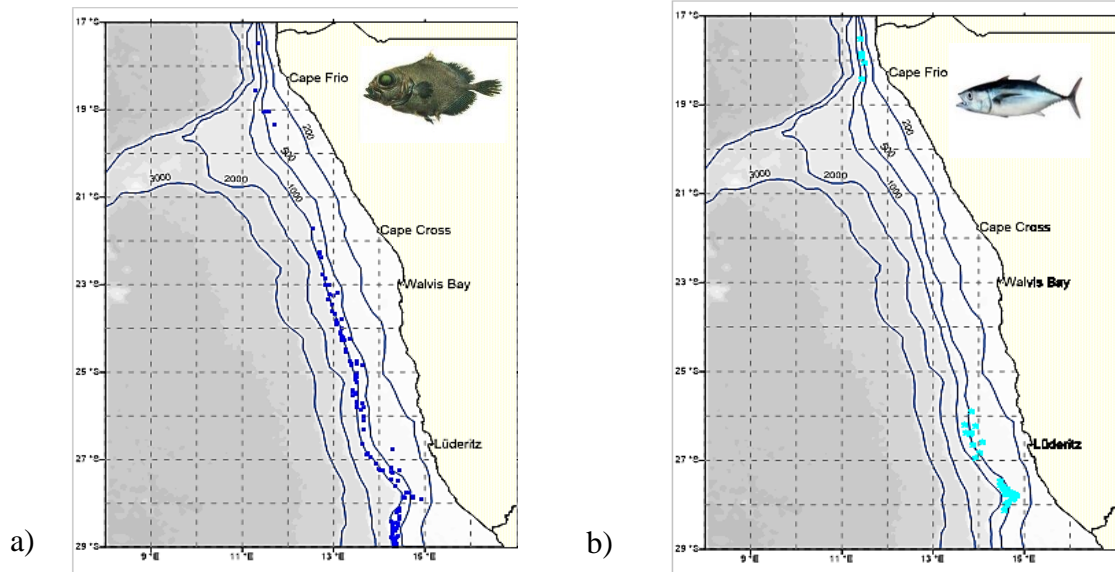 17 °S
Cape Frio
19 °S
200
500
1000
3000
2000
21 °S
Cape Cross
23 °S
Walvis Bay
25 °S
Lüderitz
27 °S
29 °S
9 °E 11 °E 13 °E 15 °E
a)
17 °S
Cape Frio
19 °S
200
500
1000
3000
2000
21 °S
Cape Cross
23 °S
Walvis Bay
25 °S
Lüderitz
27 °S
29 °S
9 °E 11 °E 13 °E 15 °E
b)